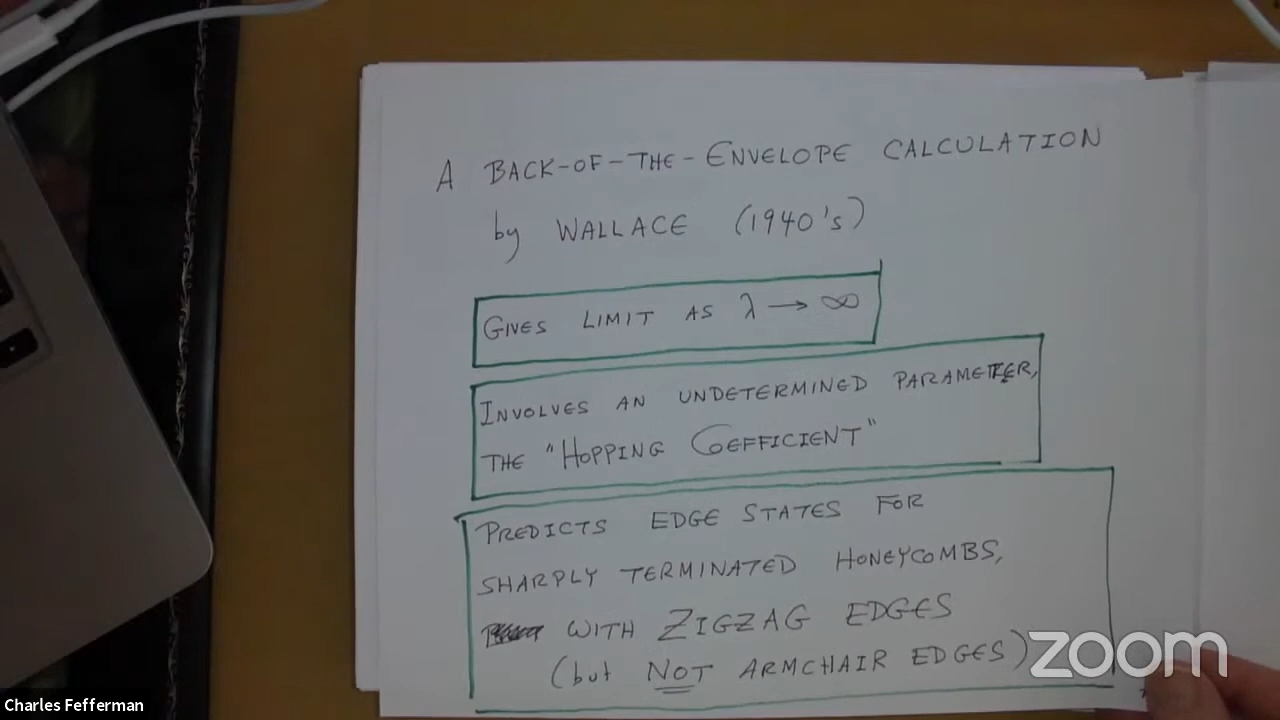 A BACK-OF-THE-ENVELOPE CALCULATION
by WALLACE (1940's)
GIVES LIMIT AS λ → ∞
INVOLVES AN UNDETERMINED PARAMETER,
THE "HOPPING COEFFICIENT"
PREDICTS EDGE STATES FOR
SHARPLY TERMINATED HONEYCOMBS,
WITH ZIGZAG EDGES
(but NOT ARMCHAIR EDGES)
zoom
Charles Fefferman